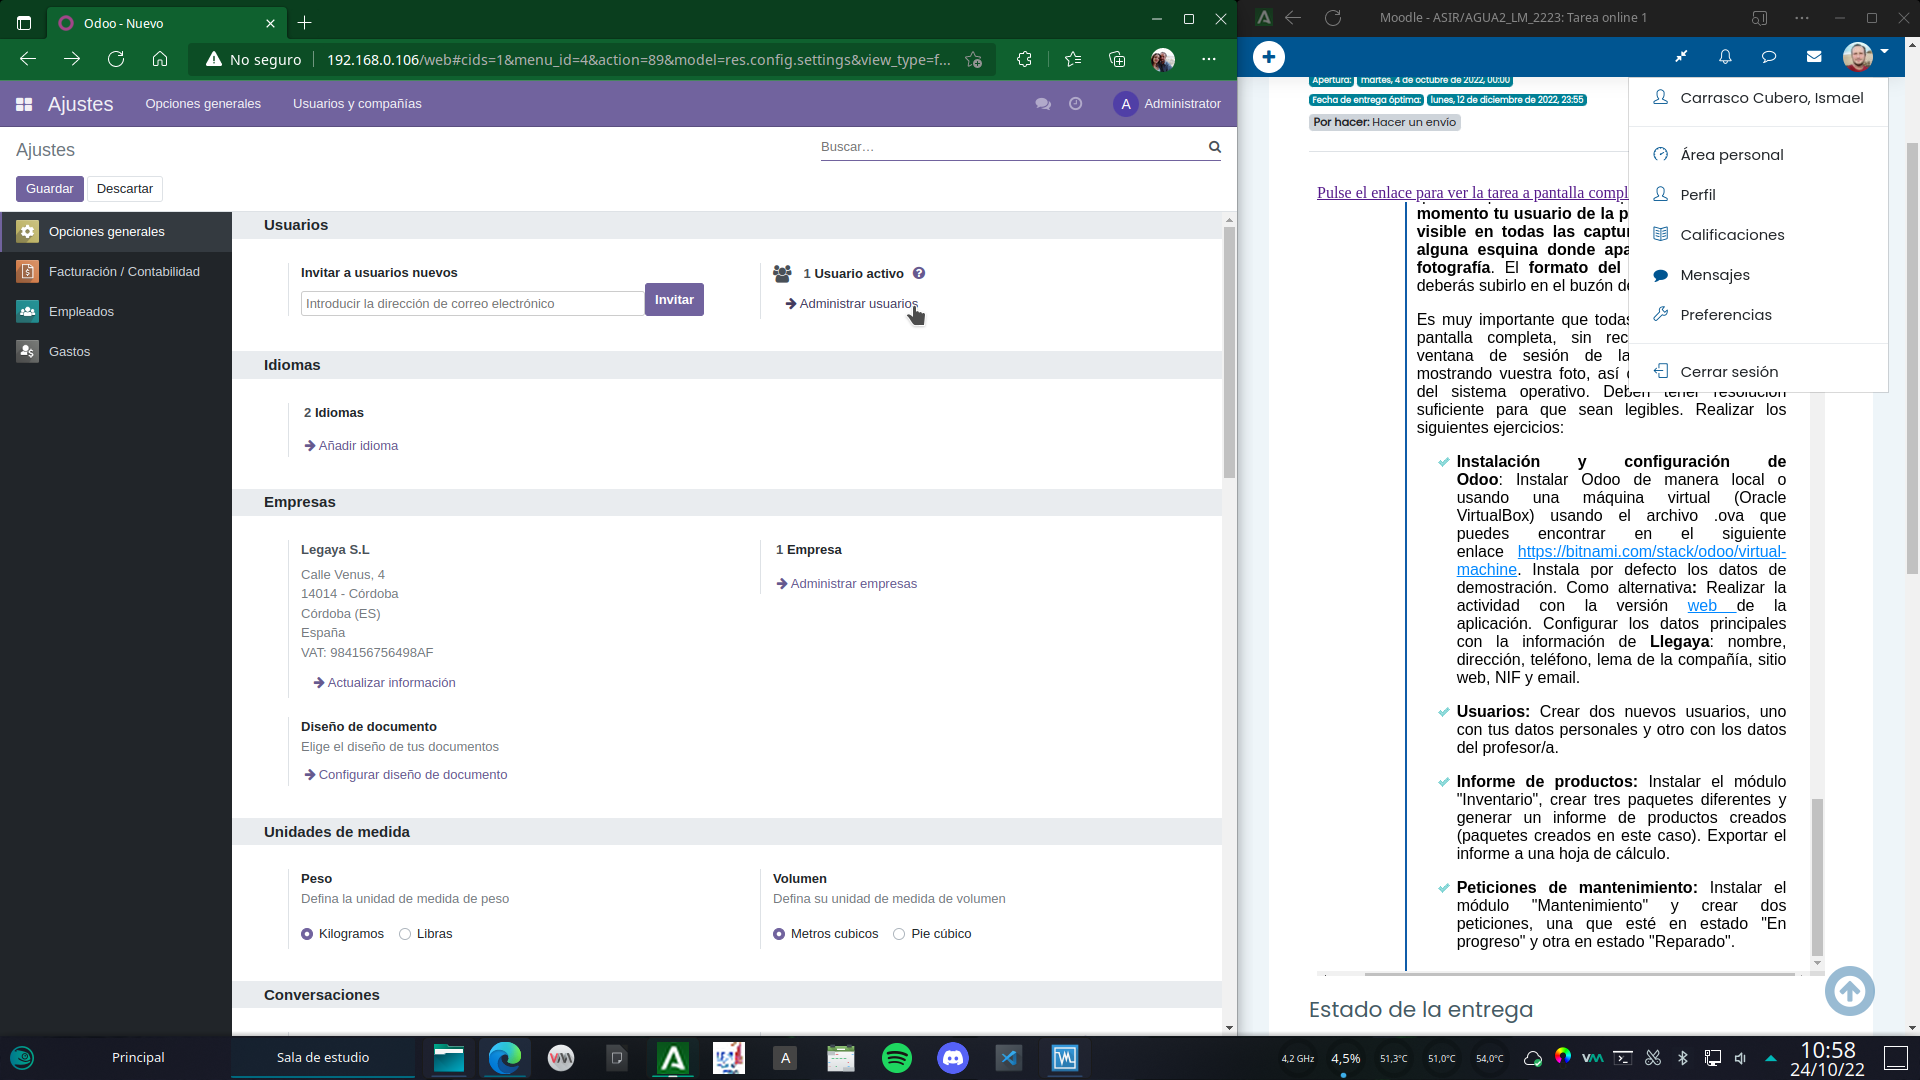 Odoo - Nuevo
No seguro
192.168.0.106/web#cids=1&menu_id=4&action=89&model=res.config.settings&view_type=f...
Ajustes
Opciones generales
Usuarios y compañías
A
Administrator
Ajustes
Buscar...
Guardar
Descartar
Opciones generales
Facturación / Contabilidad
Empleados
Gastos
Usuarios
Invitar a usuarios nuevos
Introducir la dirección de correo electrónico
Invitar
1 Usuario activo
Administrar usuarios
Idiomas
2 Idiomas
Añadir idioma
Empresas
Legaya S.L
Calle Venus, 4
14014 - Córdoba
Córdoba (ES)
España
VAT: 984156756498AF
Actualizar información
1 Empresa
Administrar empresas
Diseño de documento
Elige el diseño de tus documentos
Configurar diseño de documento
Unidades de medida
Peso
Defina la unidad de medida de peso
Kilogramos
Libras
Volumen
Defina su unidad de medida de volumen
Metros cubicos
Pie cúbico
Conversaciones
Moodle - ASIR/AGUA2_LM_2223: Tarea online 1
Apertura: martes, 4 de octubre de 2022, 00:00
Fecha de entrega óptima: lunes, 12 de diciembre de 2022, 23:55
Por hacer: Hacer un envío
Pulse el enlace para ver la tarea a pantalla compl
momento tu usuario de la p
visible en todas las captur
alguna esquina donde apa
fotografía. El formato del
deberás subirlo en el buzón de
Es muy importante que todas
pantalla completa, sin rec
ventana de sesión de la
mostrando vuestra foto, así
del sistema operativo. Deben tener resolución
suficiente para que sean legibles. Realizar los
siguientes ejercicios:
Instalación y configuración de
Odoo: Instalar Odoo de manera local o
usando una máquina virtual (Oracle
VirtualBox) usando el archivo .ova que
puedes encontrar en el siguiente
enlace https://bitnami.com/stack/odoo/virtual-
machine. Instala por defecto los datos de
demostración. Como alternativa: Realizar la
actividad con la versión web de la
aplicación. Configurar los datos principales
con la información de Llegaya: nombre,
dirección, teléfono, lema de la compañía, sitio
web, NIF y email.
Usuarios: Crear dos nuevos usuarios, uno
con tus datos personales y otro con los datos
del profesor/a.
Informe de productos: Instalar el módulo
"Inventario", crear tres paquetes diferentes y
generar un informe de productos creados
(paquetes creados en este caso). Exportar el
informe a una hoja de cálculo.
Peticiones de mantenimiento: Instalar el
módulo "Mantenimiento" y crear dos
peticiones, una que esté en estado "En
progreso" y otra en estado "Reparado".
Estado de la entrega
Carrasco Cubero, Ismael
Área personal
Perfil
Calificaciones
Mensajes
Preferencias
Cerrar sesión
Principal
Sala de estudio
A
4,2 GHz
4,5%
51,3°C
51,0°C
54,0°C
10:58
24/10/22